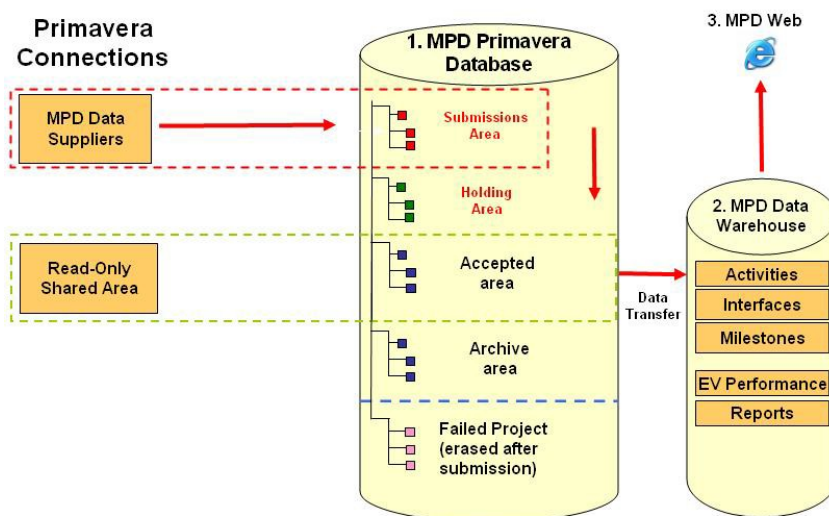 Primavera
Connections
MPD Data
Suppliers
Read-Only
Shared Area
1. MPD Primavera
Database
Submissions
Area
Holding
Area
Accepted
area
Archive
area
Failed Project
(erased after
submission)
Data
Transfer
3. MPD Web
2. MPD Data
Warehouse
Activities
Interfaces
Milestones
EV Performance
Reports